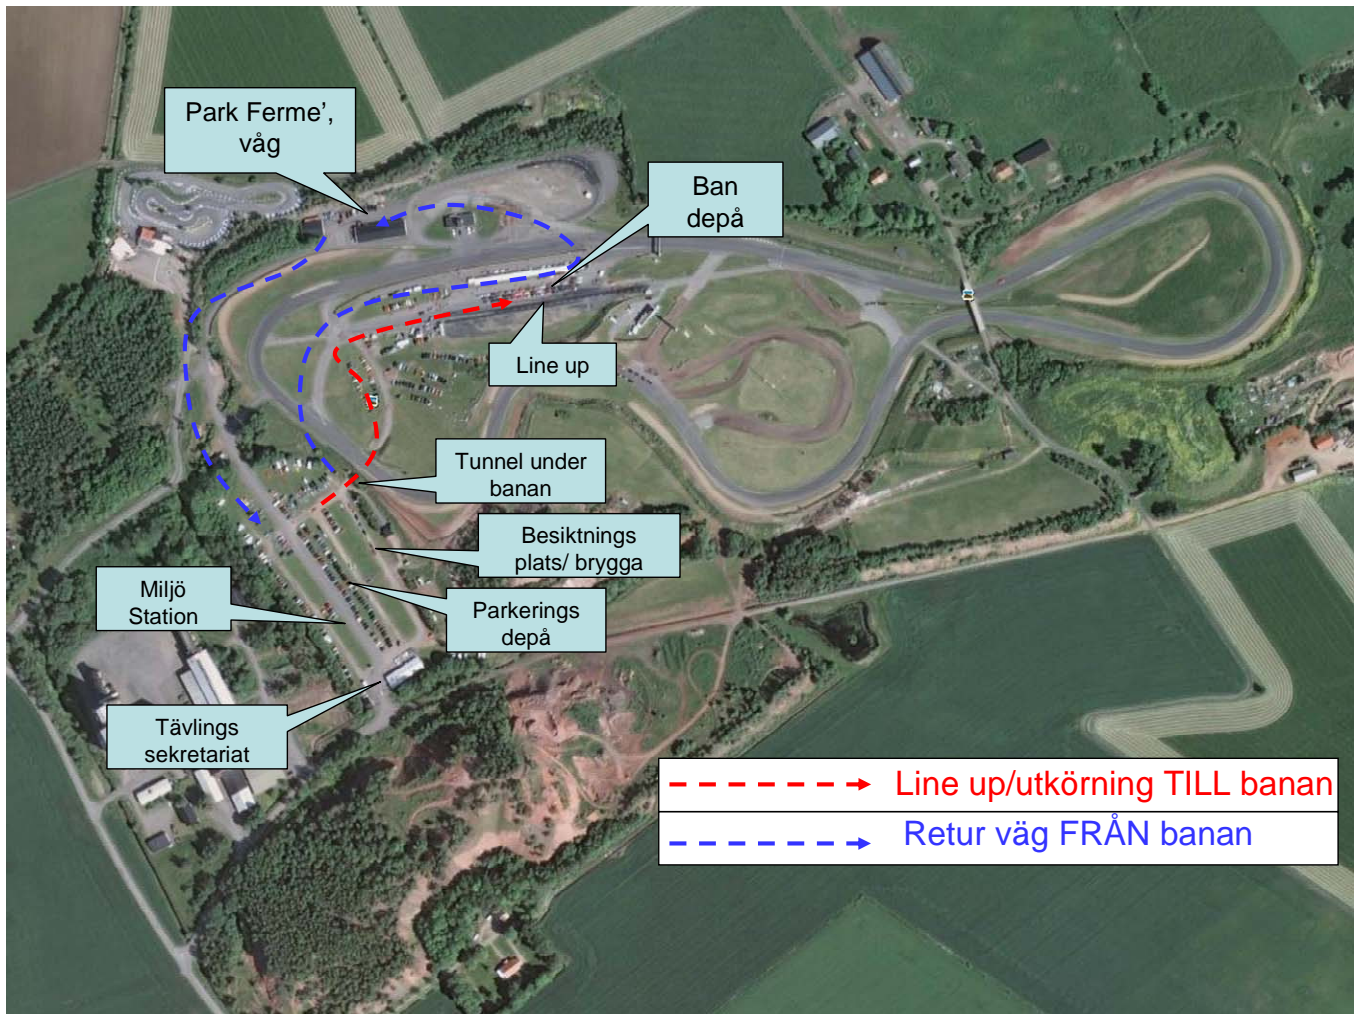 Park Ferme’,
våg
Ban
depå
Line up
Tunnel under
banan
Besiktnings
plats/ brygga
Miljö
Station
Parkerings
depå
Tävlings
sekretariat
Line up/utkörning TILL banan
Retur väg FRÅN banan